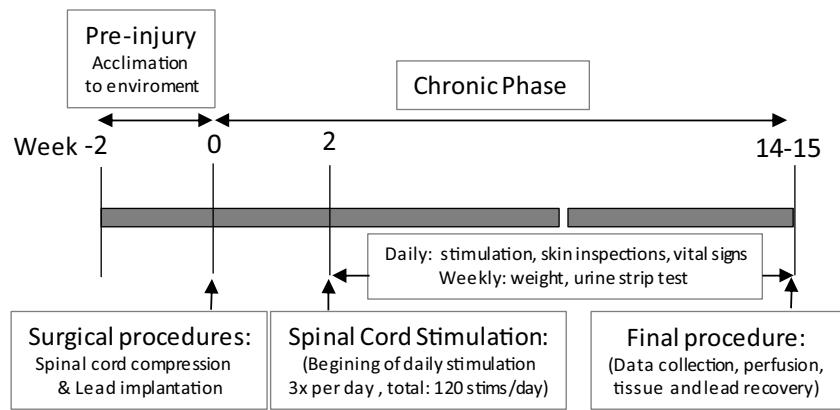 Pre-injury
Acclimation
to enviroment
Chronic Phase
Week -2
0
2
14-15
Daily: stimulation, skin inspections, vital signs
Weekly: weight, urine strip test
Surgical procedures:
Spinal cord compression
& Lead implantation
Spinal Cord Stimulation:
(Begining of daily stimulation
3x per day , total: 120 stims/day)
Final procedure:
(Data collection, perfusion,
tissue and lead recovery)